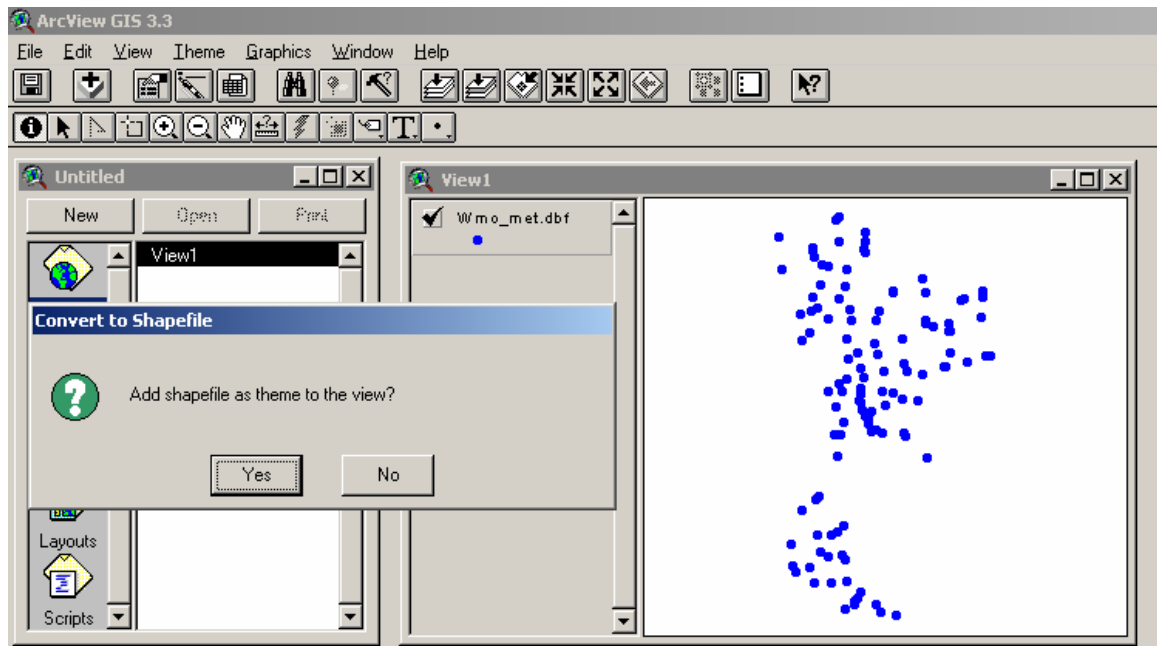 ArcView GIS 3.3
File Edit View Theme Graphics Window Help
Untitled
New Open Print
View1
Layouts
Scripts
Convert to Shapefile
Add shapefile as theme to the view?
Yes No
View1
Wmo_met.dbf